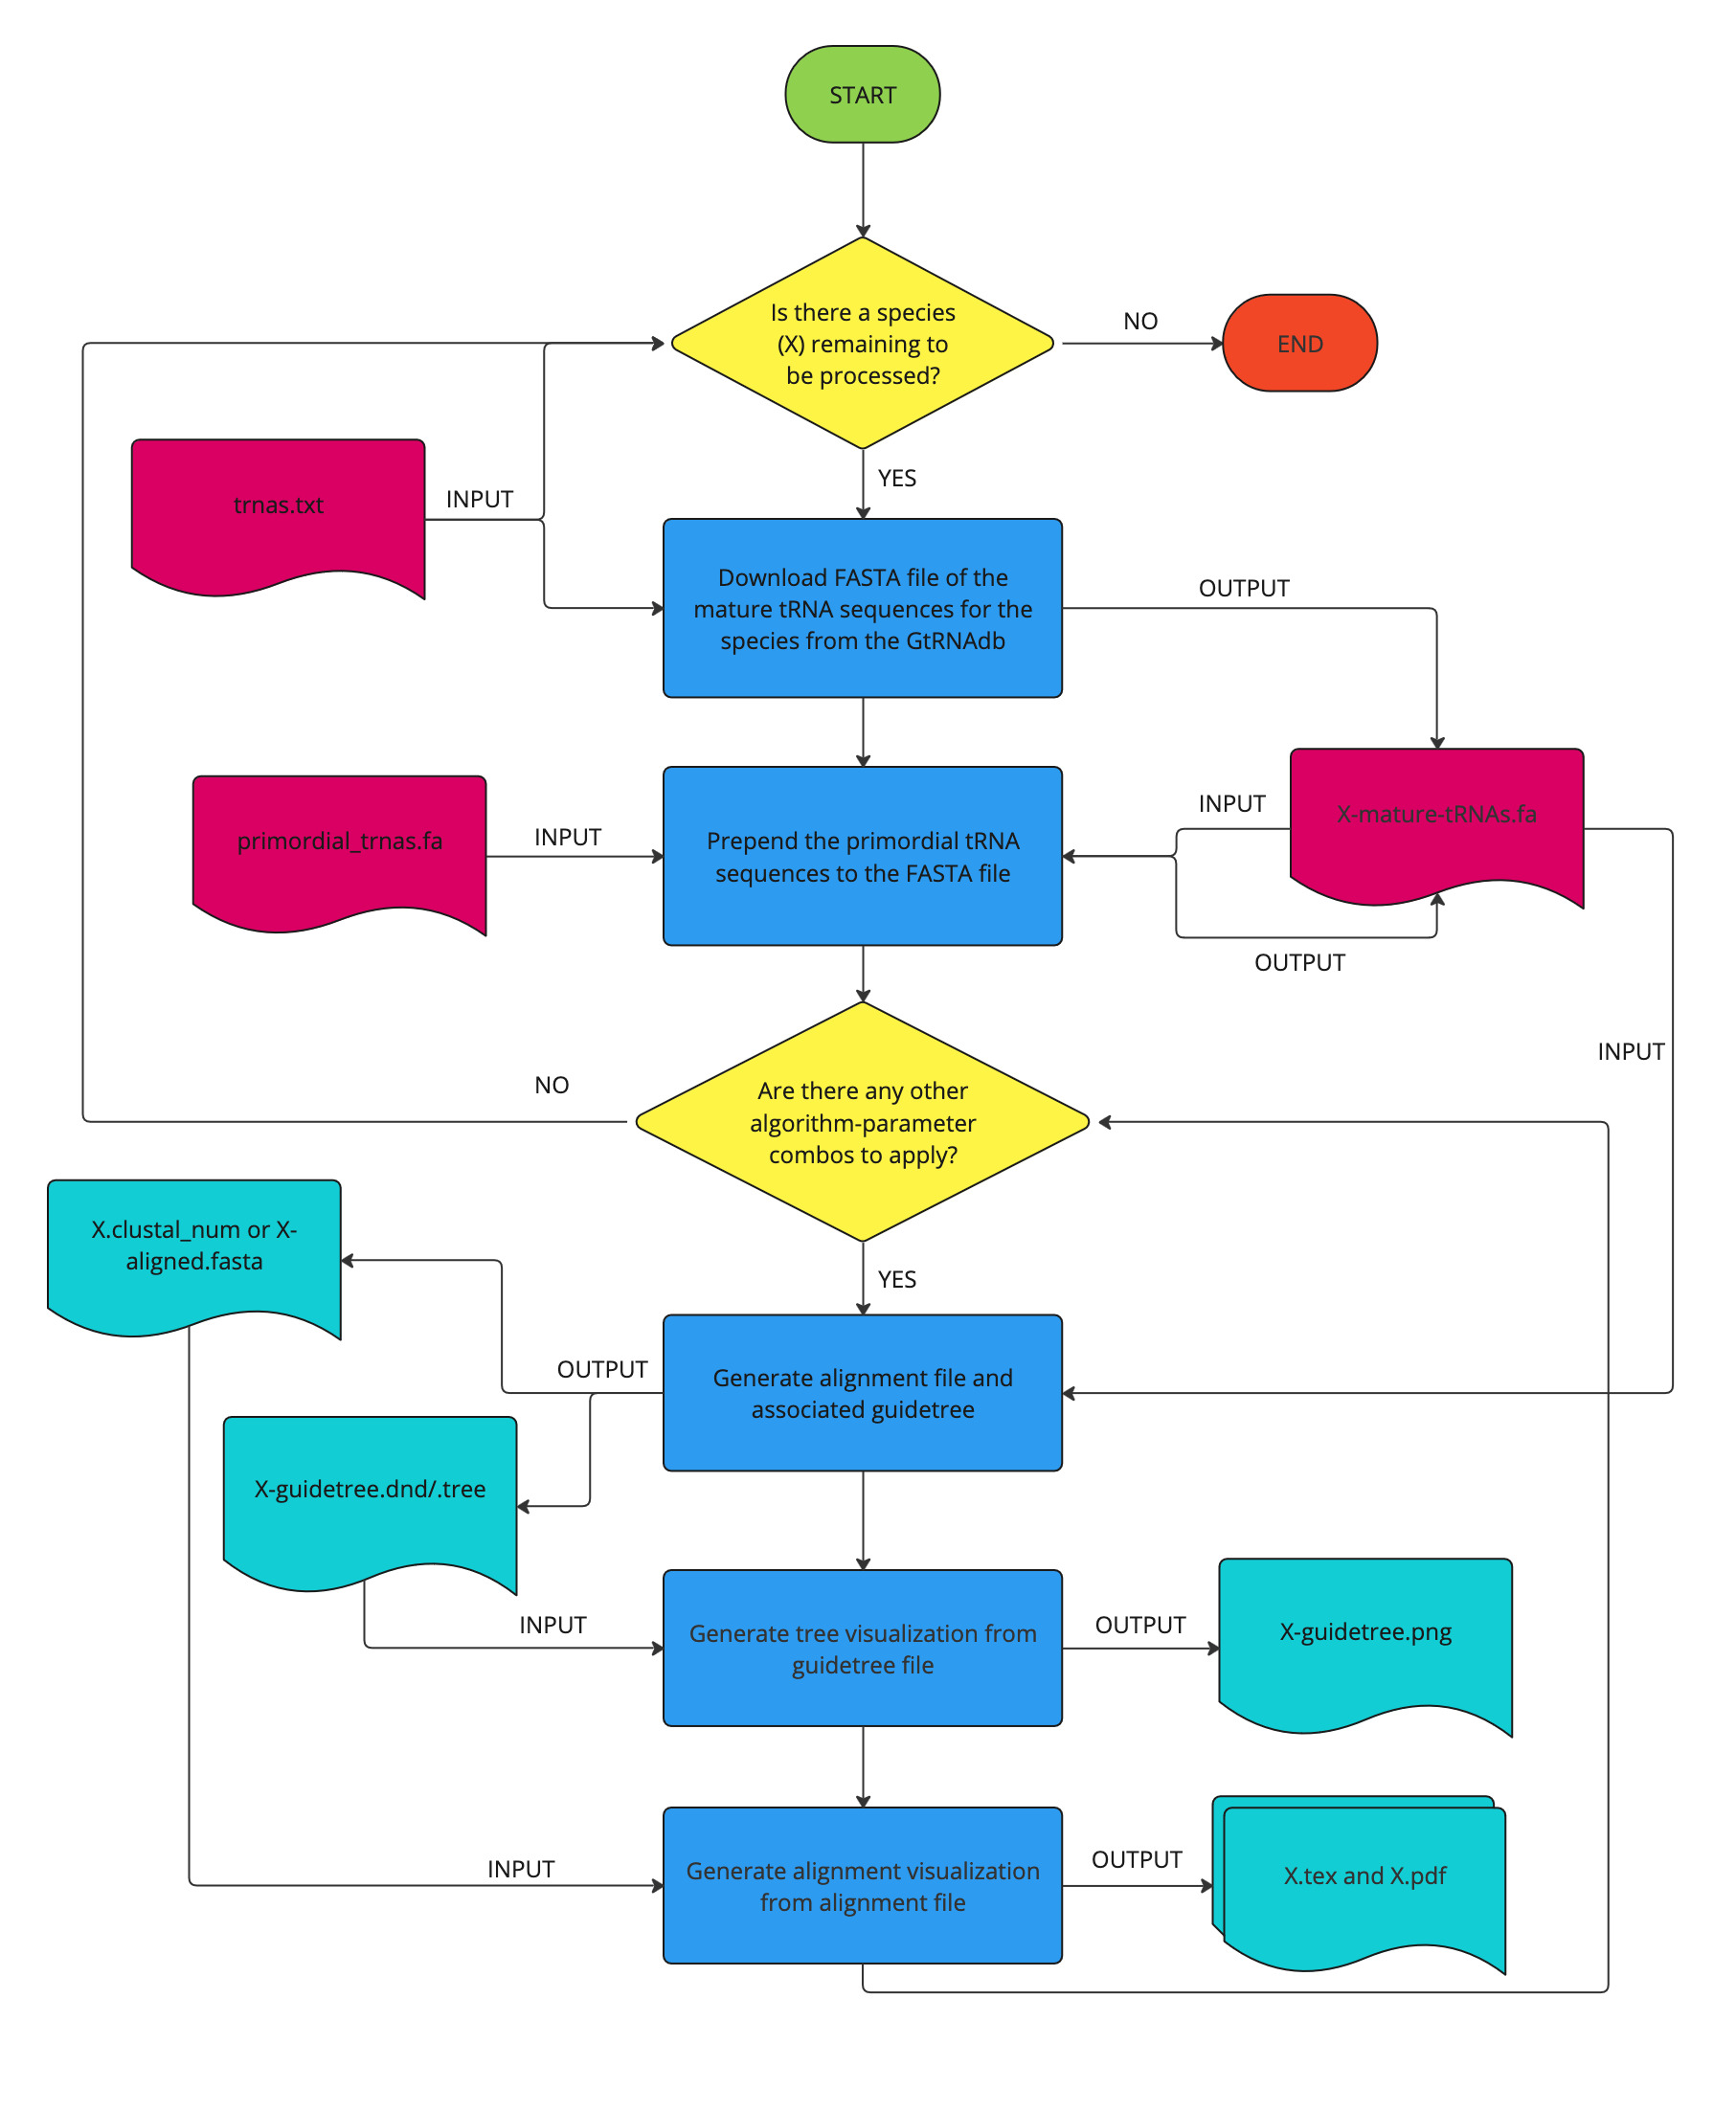 START
Is there a species
(X) remaining to
be processed?
NO
END
YES
trnas.txt
INPUT
Download FASTA file of the
mature tRNA sequences for the
species from the GtRNAdb
OUTPUT
primordial_trnas.fa
INPUT
Prepend the primordial tRNA
sequences to the FASTA file
INPUT
X-mature-tRNAs.fa
OUTPUT
INPUT
NO
Are there any other
algorithm-parameter
combos to apply?
YES
X.clustal_num or X-
aligned.fasta
OUTPUT
Generate alignment file and
associated guidetree
X-guidetree.dnd/.tree
INPUT
Generate tree visualization from
guidetree file
OUTPUT
X-guidetree.png
INPUT
Generate alignment visualization
from alignment file
OUTPUT
X.tex and X.pdf